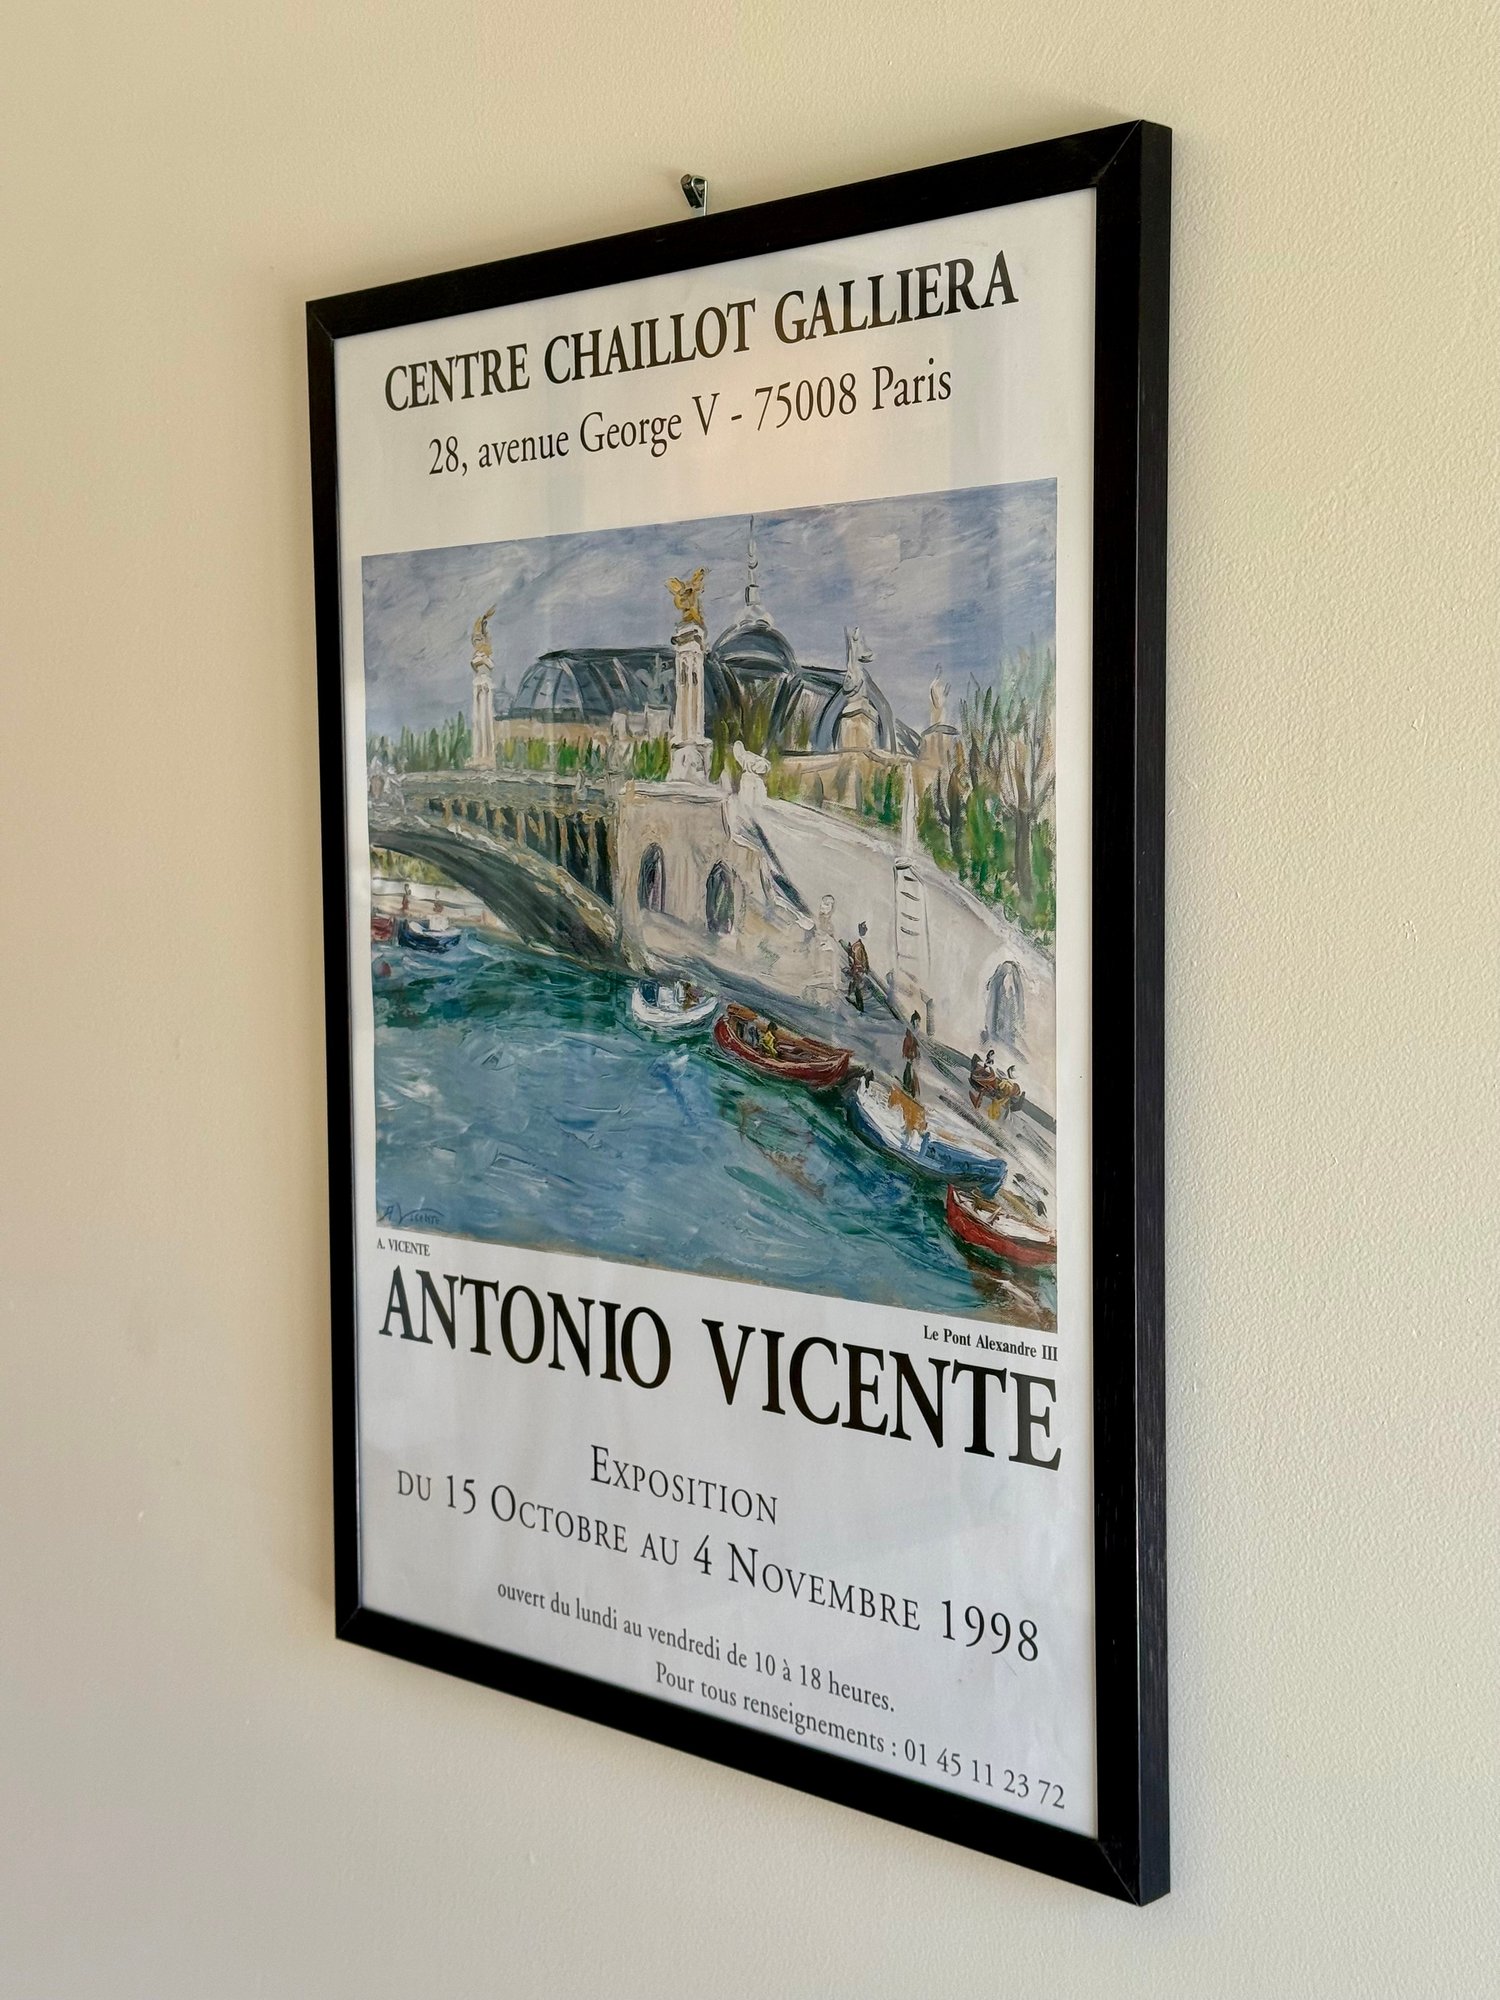 CENTRE CHAILLOT GALLIERA
28, avenue George V - 75008 Paris
A. Vicente
A. VICENTE
Le Pont Alexandre III
ANTONIO VICENTE
EXPOSITION
DU 15 OCTOBRE AU 4 NOVEMBRE 1998
ouvert du lundi au vendredi de 10 à 18 heures.
Pour tous renseignements : 01 45 11 23 72